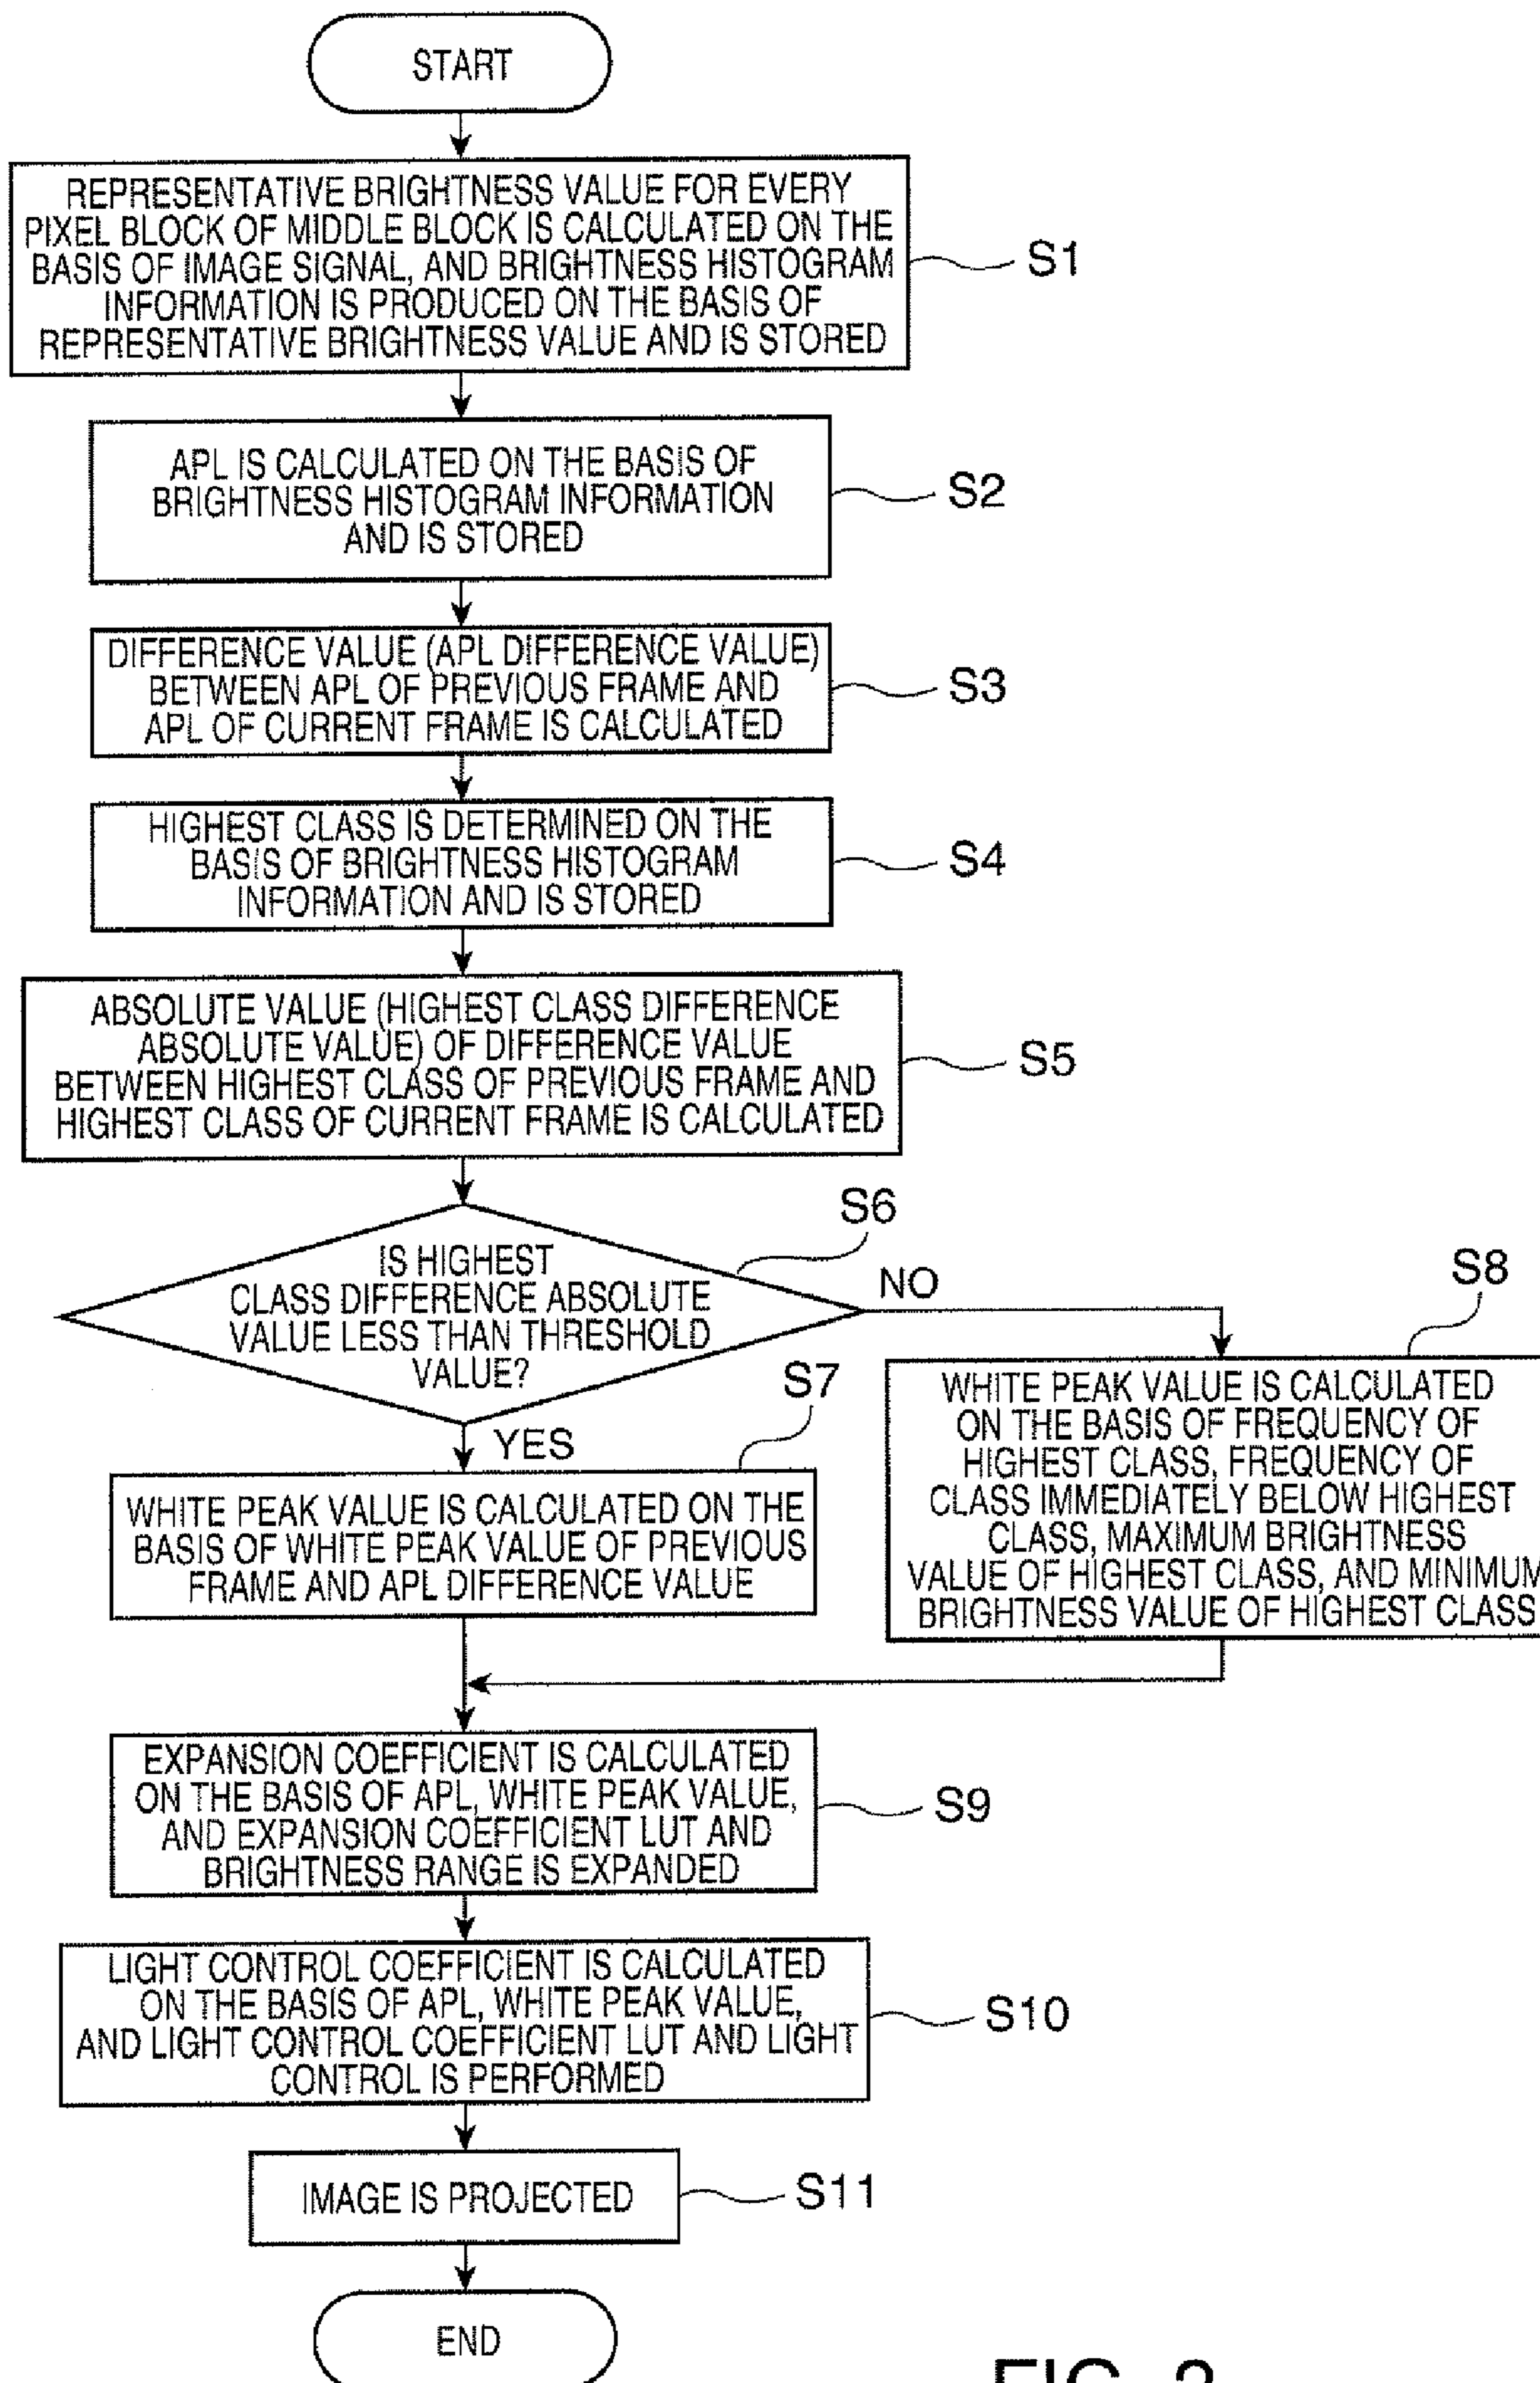 START
REPRESENTATIVE BRIGHTNESS VALUE FOR EVERY
PIXEL BLOCK OF MIDDLE BLOCK IS CALCULATED ON THE
BASIS OF IMAGE SIGNAL, AND BRIGHTNESS HISTOGRAM
INFORMATION IS PRODUCED ON THE BASIS OF
REPRESENTATIVE BRIGHTNESS VALUE AND IS STORED
S1
APL IS CALCULATED ON THE BASIS OF
BRIGHTNESS HISTOGRAM INFORMATION
AND IS STORED
S2
DIFFERENCE VALUE (APL DIFFERENCE VALUE)
BETWEEN APL OF PREVIOUS FRAME AND
APL OF CURRENT FRAME IS CALCULATED
S3
HIGHEST CLASS IS DETERMINED ON THE
BASIS OF BRIGHTNESS HISTOGRAM
INFORMATION AND IS STORED
S4
ABSOLUTE VALUE (HIGHEST CLASS DIFFERENCE
ABSOLUTE VALUE) OF DIFFERENCE VALUE
BETWEEN HIGHEST CLASS OF PREVIOUS FRAME AND
HIGHEST CLASS OF CURRENT FRAME IS CALCULATED
S5
S6
IS HIGHEST
CLASS DIFFERENCE ABSOLUTE
VALUE LESS THAN THRESHOLD
VALUE?
NO
YES
S7
WHITE PEAK VALUE IS CALCULATED ON THE
BASIS OF WHITE PEAK VALUE OF PREVIOUS
FRAME AND APL DIFFERENCE VALUE
S8
WHITE PEAK VALUE IS CALCULATED
ON THE BASIS OF FREQUENCY OF
HIGHEST CLASS, FREQUENCY OF
CLASS IMMEDIATELY BELOW HIGHEST
CLASS, MAXIMUM BRIGHTNESS
VALUE OF HIGHEST CLASS, AND MINIMUM
BRIGHTNESS VALUE OF HIGHEST CLASS
EXPANSION COEFFICIENT IS CALCULATED
ON THE BASIS OF APL, WHITE PEAK VALUE,
AND EXPANSION COEFFICIENT LUT AND
BRIGHTNESS RANGE IS EXPANDED
S9
LIGHT CONTROL COEFFICIENT IS CALCULATED
ON THE BASIS OF APL, WHITE PEAK VALUE,
AND LIGHT CONTROL COEFFICIENT LUT AND LIGHT
CONTROL IS PERFORMED
S10
IMAGE IS PROJECTED
S11
END